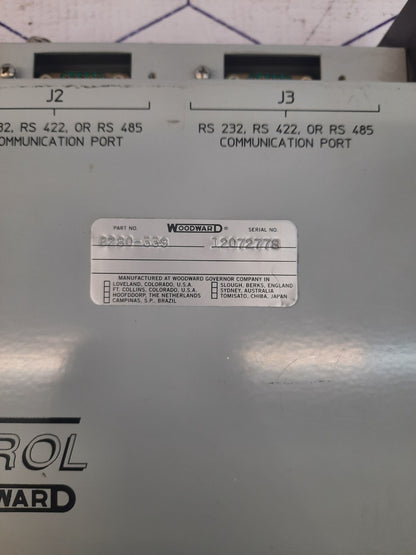 J2
J3
32, RS 422, OR RS 485
RS 232, RS 422, OR RS 485
OMMUNICATION PORT
COMMUNICATION PORT
PART NO.
WOODWARD®
SERIAL NO.
12072778
MANUFACTURED AT WOODWARD GOVERNOR COMPANY IN
LOVELAND, COLORADO, U.S.A.
FT. COLLINS, COLORADO, U.S.A.
HOOFDDORP, THE NETHERLANDS
CAMPINAS, S.P., BRAZIL
SLOUGH, BERKS, ENGLAND
SYDNEY, AUSTRALIA
TOMISATO, CHIBA, JAPAN
ROL
WARD